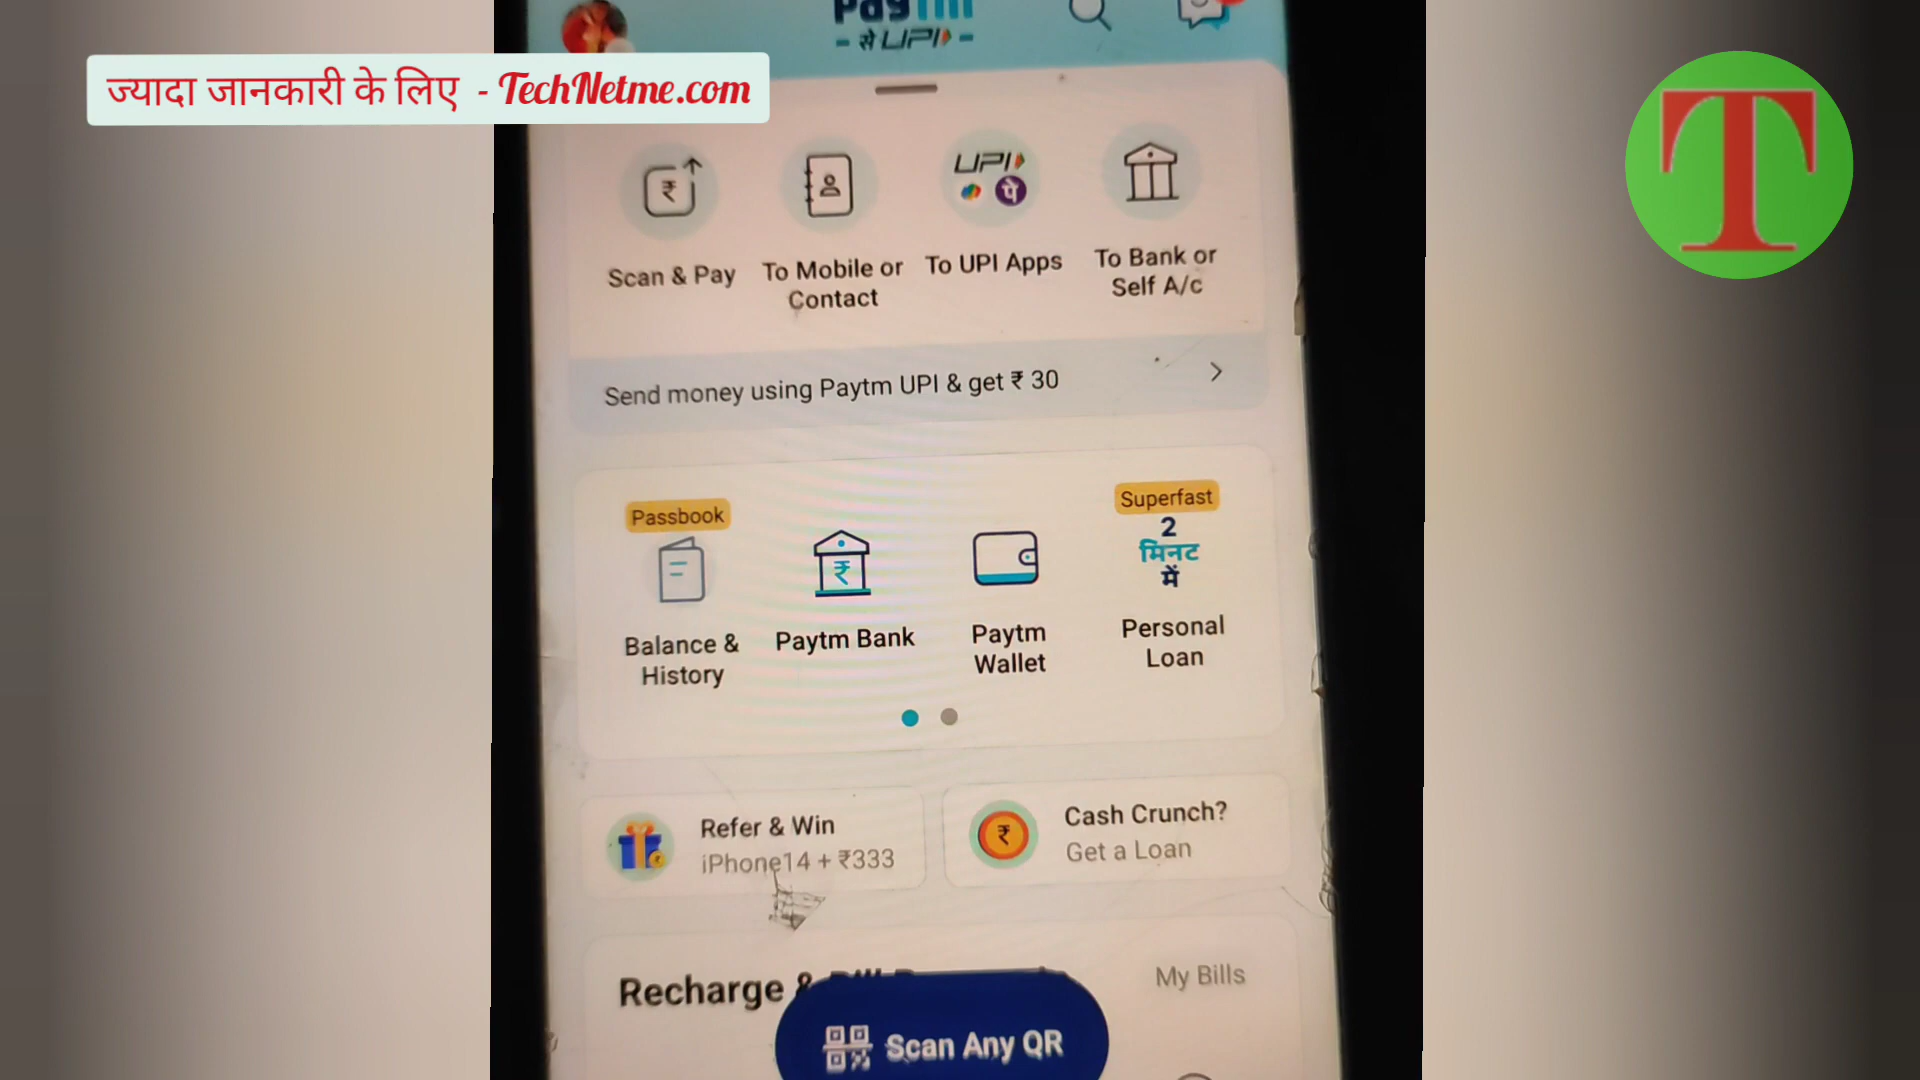 Paytm
से UPI
ज्यादा जानकारी के लिए - TechNetme.com
T
UPI
पे
Scan & Pay
To Mobile or
Contact
To UPI Apps
To Bank or
Self A/c
Send money using Paytm UPI & get ₹ 30
Passbook
Superfast
2
मिनट
में
Balance &
History
Paytm Bank
Paytm
Wallet
Personal
Loan
Refer & Win
iPhone14 + ₹333
Cash Crunch?
Get a Loan
Recharge &
My Bills
Scan Any QR